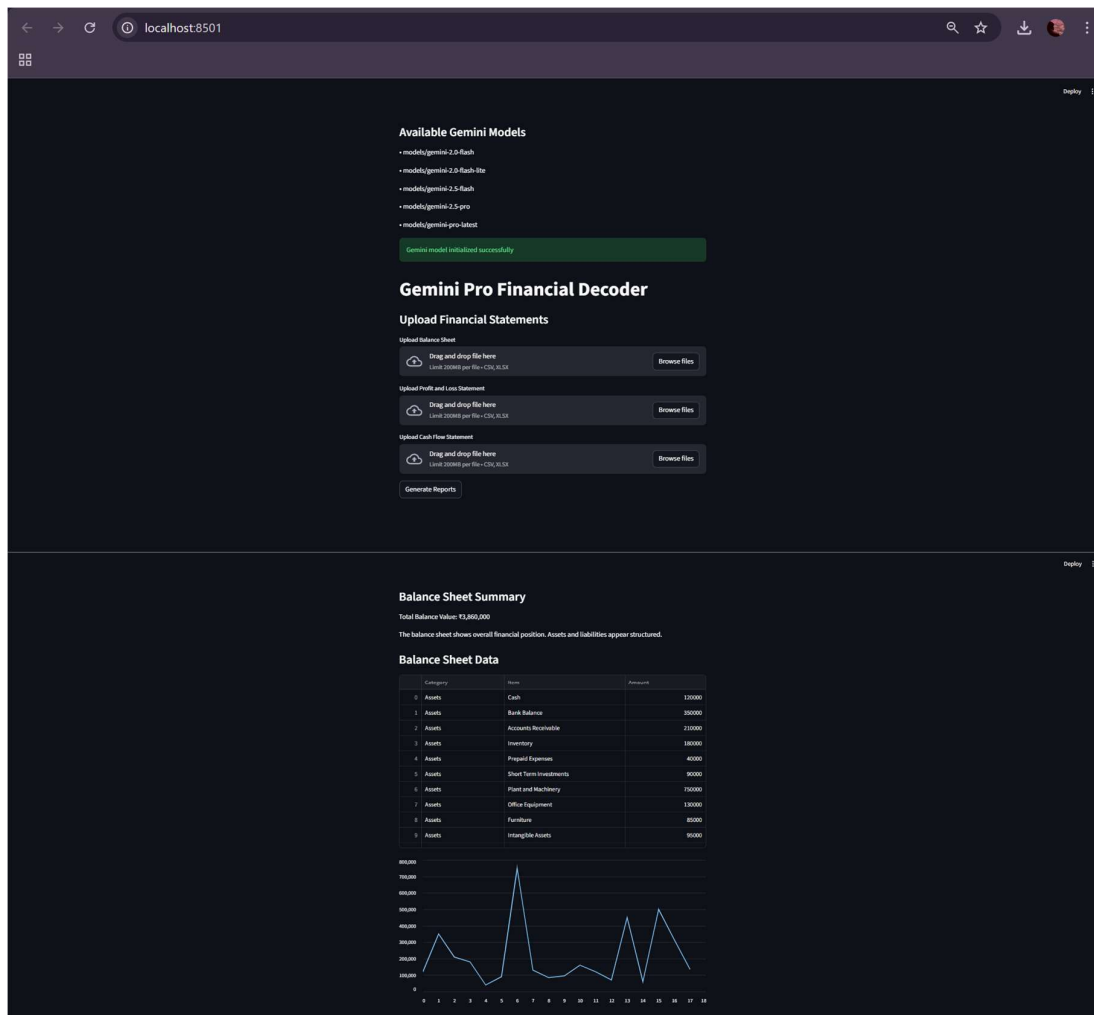 localhost:8501
Deploy
Available Gemini Models
• models/gemini-2.0-flash
• models/gemini-2.0-flash-lite
• models/gemini-2.5-flash
• models/gemini-2.5-pro
• models/gemini-pro-latest
Gemini model initialized successfully
Gemini Pro Financial Decoder
Upload Financial Statements
Upload Balance Sheet
Drag and drop file here
Limit 200MB per file • CSV, XLSX
Browse files
Upload Profit and Loss Statement
Drag and drop file here
Limit 200MB per file • CSV, XLSX
Browse files
Upload Cash Flow Statement
Drag and drop file here
Limit 200MB per file • CSV, XLSX
Browse files
Generate Reports
Deploy
Balance Sheet Summary
Total Balance Value: ₹3,860,000
The balance sheet shows overall financial position. Assets and liabilities appear structured.
Balance Sheet Data
Category Item Amount
0 Assets Cash 120000
1 Assets Bank Balance 350000
2 Assets Accounts Receivable 210000
3 Assets Inventory 180000
4 Assets Prepaid Expenses 40000
5 Assets Short Term Investments 90000
6 Assets Plant and Machinery 750000
7 Assets Office Equipment 130000
8 Assets Furniture 85000
9 Assets Intangible Assets 95000
800,000
700,000
600,000
500,000
400,000
300,000
200,000
100,000
0
0 1 2 3 4 5 6 7 8 9 10 11 12 13 14 15 16 17 18